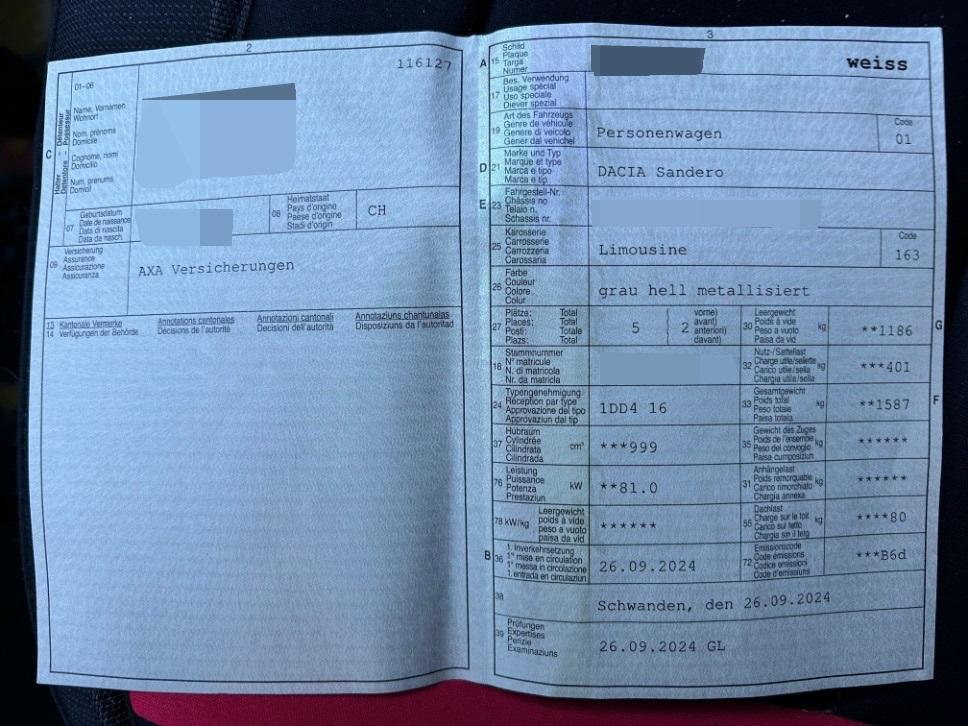 2
116127
01-06
Name, Vornamen
Wohnort
Nom, prénoms
Domicile
Cognome, nomi
Domicilio
Num, prenums
Domicil
C
Halter Détenteur
Detentore Possessur
07
Geburtsdatum
Date de naissance
Data di nascita
Data da nasch.
08
Heimatstaat
Pays d'origine
Paese d'origine
Stadi d'origin
CH
09
Versicherung
Assurance
Assicurazione
Assicuranza
AXA Versicherungen
13 Kantonale Vermerke Annotations cantonales Annotazioni cantonali Annotaziuns chantunalas
14 Verfügungen der Behörde Décisions de l'autorité Decisioni dell'autorità Disposiziuns da l'autoritad
3
A 15
Schild
Plaque
Targa
Numer
weiss
17
Bes. Verwendung
Usage spécial
Uso speciale
Diever spezial
19
Art des Fahrzeugs
Genre de véhicule
Genere di veicolo
Gener dal vehichel
Personenwagen
Code
01
D 21
Marke und Typ
Marque et type
Marca e tipo
Marca e tip
DACIA Sandero
E 23
Fahrgestell-Nr.
Châssis no
Telaio n.
Schassis nr.
25
Karosserie
Carrosserie
Carrozzeria
Carossaria
Limousine
Code
163
26
Farbe
Couleur
Colore
Colur
grau hell metallisiert
27
Plätze: Total
Places: Total
Posti: Totale
Plazs: Total
5
2
vorne)
avant)
anteriori)
davant)
30
Leergewicht
Poids à vide
Peso a vuoto
Paisa da vid
kg
**1186
G
18
Stammnummer
N° matricule
N. di matricola
Nr. da matricla
32
Nutz-/Sattellast
Charge utile/sellette
Carico utile/sella
Chargia utila/sella
kg
***401
24
Typengenehmigung
Réception par type
Approvazione del tipo
Approvaziun dal tip
1DD4 16
33
Gesamtgewicht
Poids total
Peso totale
Paisa totala
kg
**1587
F
37
Hubraum
Cylindrée
Cilindrata
Cilindrada
cm³
***999
35
Gewicht des Zuges
Poids de l'ensemble
Peso del convoglio
Paisa cumposiziun
kg
******
76
Leistung
Puissance
Potenza
Prestaziun
kW
**81.0
31
Anhängelast
Poids remorquable
Carico rimorchiato
Chargia annexa
kg
******
78 kW/kg
Leergewicht
poids à vide
peso a vuoto
paisa da vid
******
55
Dachlast
Charge sur le toit
Carico sul tetto
Chargia sin il tetg
kg
****80
B 36
1. Inverkehrsetzung
1re mise en circulation
1a messa in circolazione
1. entrada en circulaziun
26.09.2024
72
Emissionscode
Code émissions
Codice emissioni
Code d'emissiuns
***B6d
38
Schwanden, den 26.09.2024
39
Prüfungen
Expertises
Perizie
Examinaziuns
26.09.2024 GL